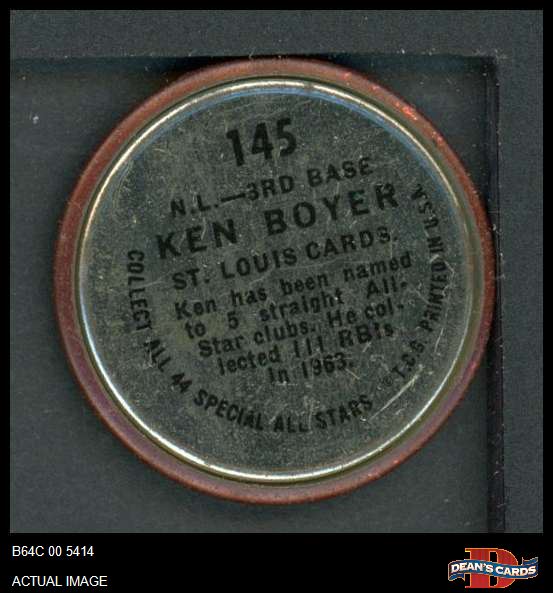 145
N.L.—3RD BASE
KEN BOYER
ST. LOUIS CARDS.
Ken has been named
to 5 straight All-
Star clubs. He col-
lected 111 RBIs
in 1963.
COLLECT ALL 44 SPECIAL ALL STARS
T.C.G. PRINTED IN U.S.A.
B64C 00 5414
ACTUAL IMAGE
D
DEAN'S CARDS